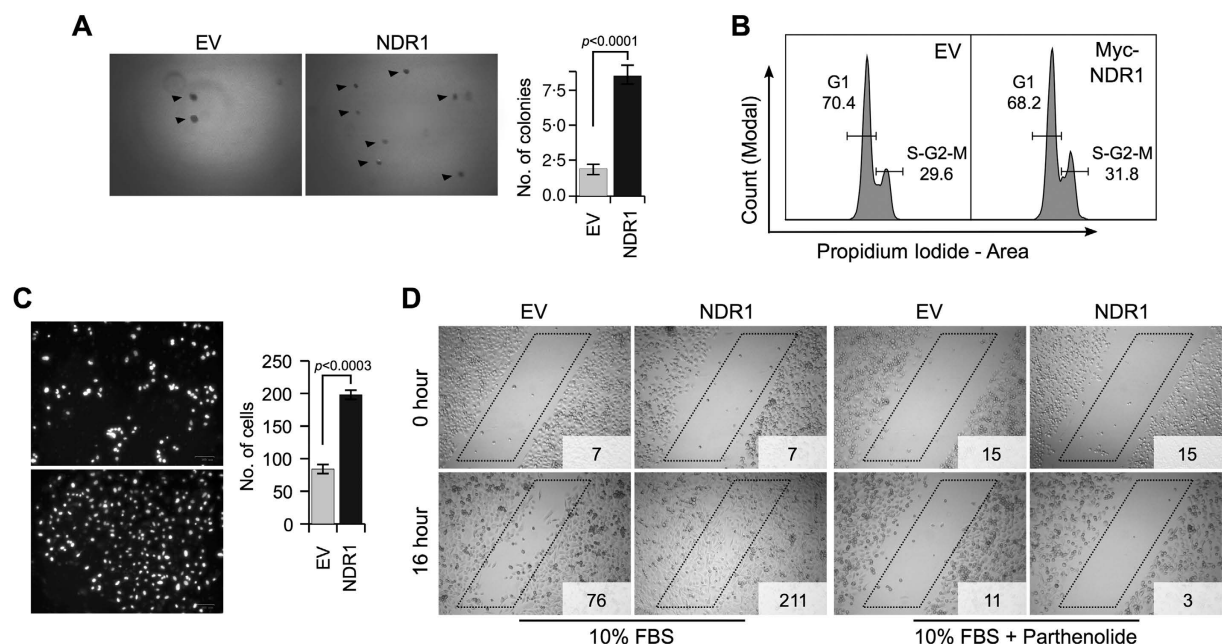 A
EV
NDR1
p<0.0001
No. of colonies
7·5
5·0
2·5
0·0
EV
NDR1
B
EV
Myc-
NDR1
G1
70.4
S-G2-M
29.6
G1
68.2
S-G2-M
31.8
Count (Modal)
Propidium Iodide - Area
C
p<0.0003
No. of cells
250
200
150
100
50
0
EV
NDR1
D
EV
NDR1
EV
NDR1
0 hour
7
7
15
15
16 hour
76
211
11
3
10% FBS
10% FBS + Parthenolide